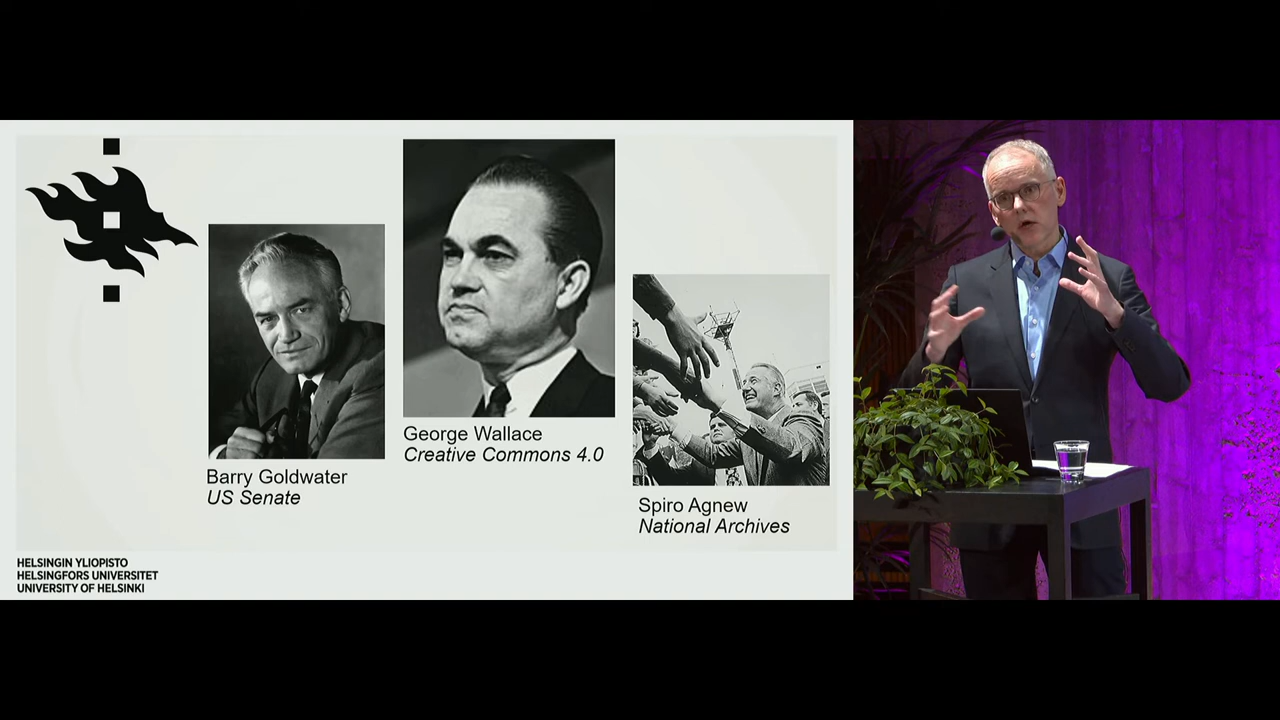 Barry Goldwater
US Senate
George Wallace
Creative Commons 4.0
Spiro Agnew
National Archives
HELSINGIN YLIOPISTO
HELSINGFORS UNIVERSITET
UNIVERSITY OF HELSINKI